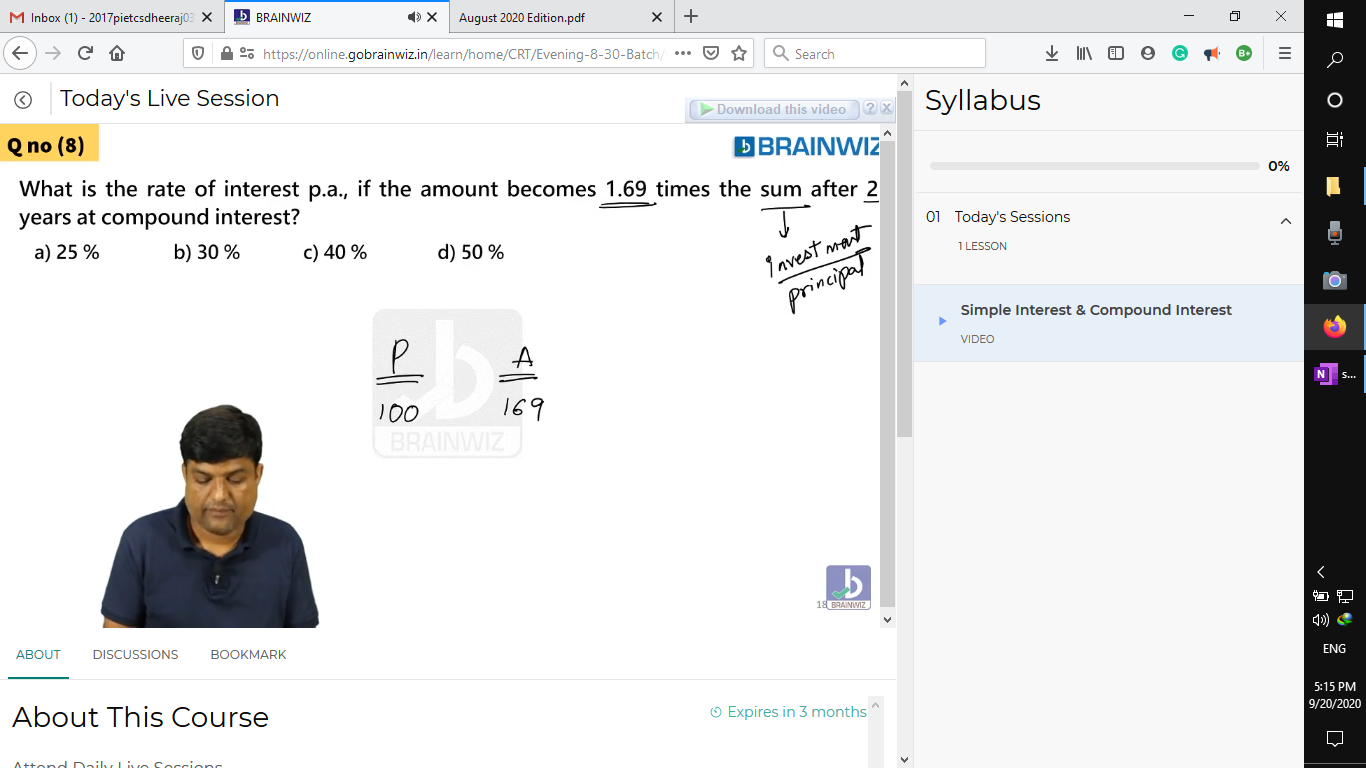 Inbox (1) - 2017pietcsdheeraj03
BRAINWIZ
August 2020 Edition.pdf
https://online.gobrainwiz.in/learn/home/CRT/Evening-8-30-Batch/
Search
Today's Live Session
Download this video
Syllabus
Q no (8)
BRAINWIZ
0%
What is the rate of interest p.a., if the amount becomes 1.69 times the sum after 2
years at compound interest?
a) 25 % b) 30 % c) 40 % d) 50 %
investment
principal
01 Today's Sessions
1 LESSON
Simple Interest & Compound Interest
VIDEO
P A
100 169
BRAINWIZ
18
BRAINWIZ
ABOUT DISCUSSIONS BOOKMARK
About This Course
Expires in 3 months
Attend Daily Live Sessions
B+
N s...
ENG
5:15 PM
9/20/2020